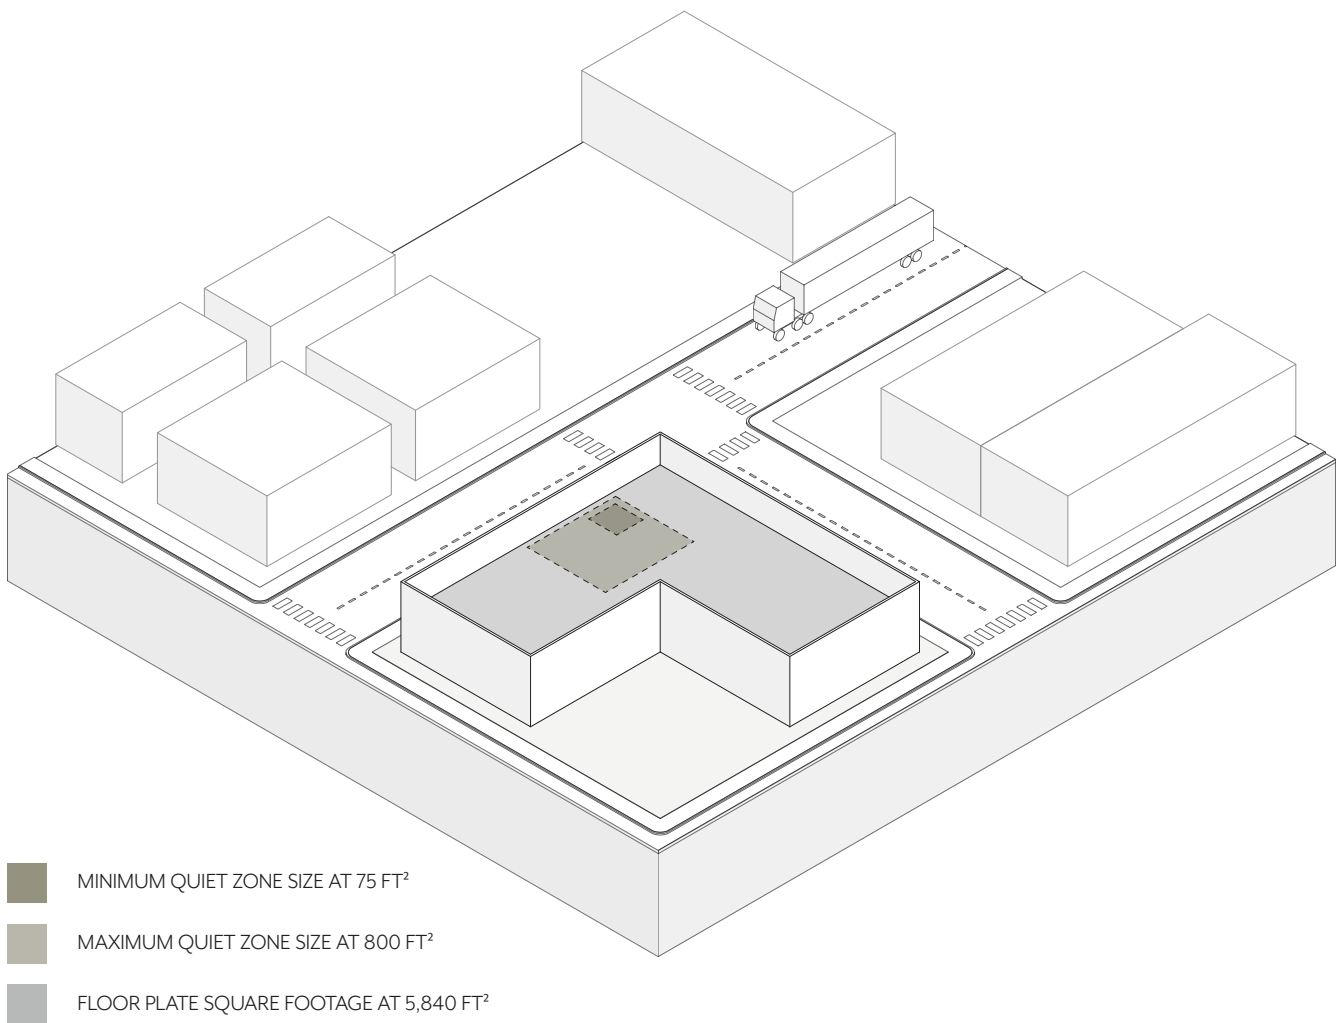 MINIMUM QUIET ZONE SIZE AT 75 FT²
MAXIMUM QUIET ZONE SIZE AT 800 FT²
FLOOR PLATE SQUARE FOOTAGE AT 5,840 FT²